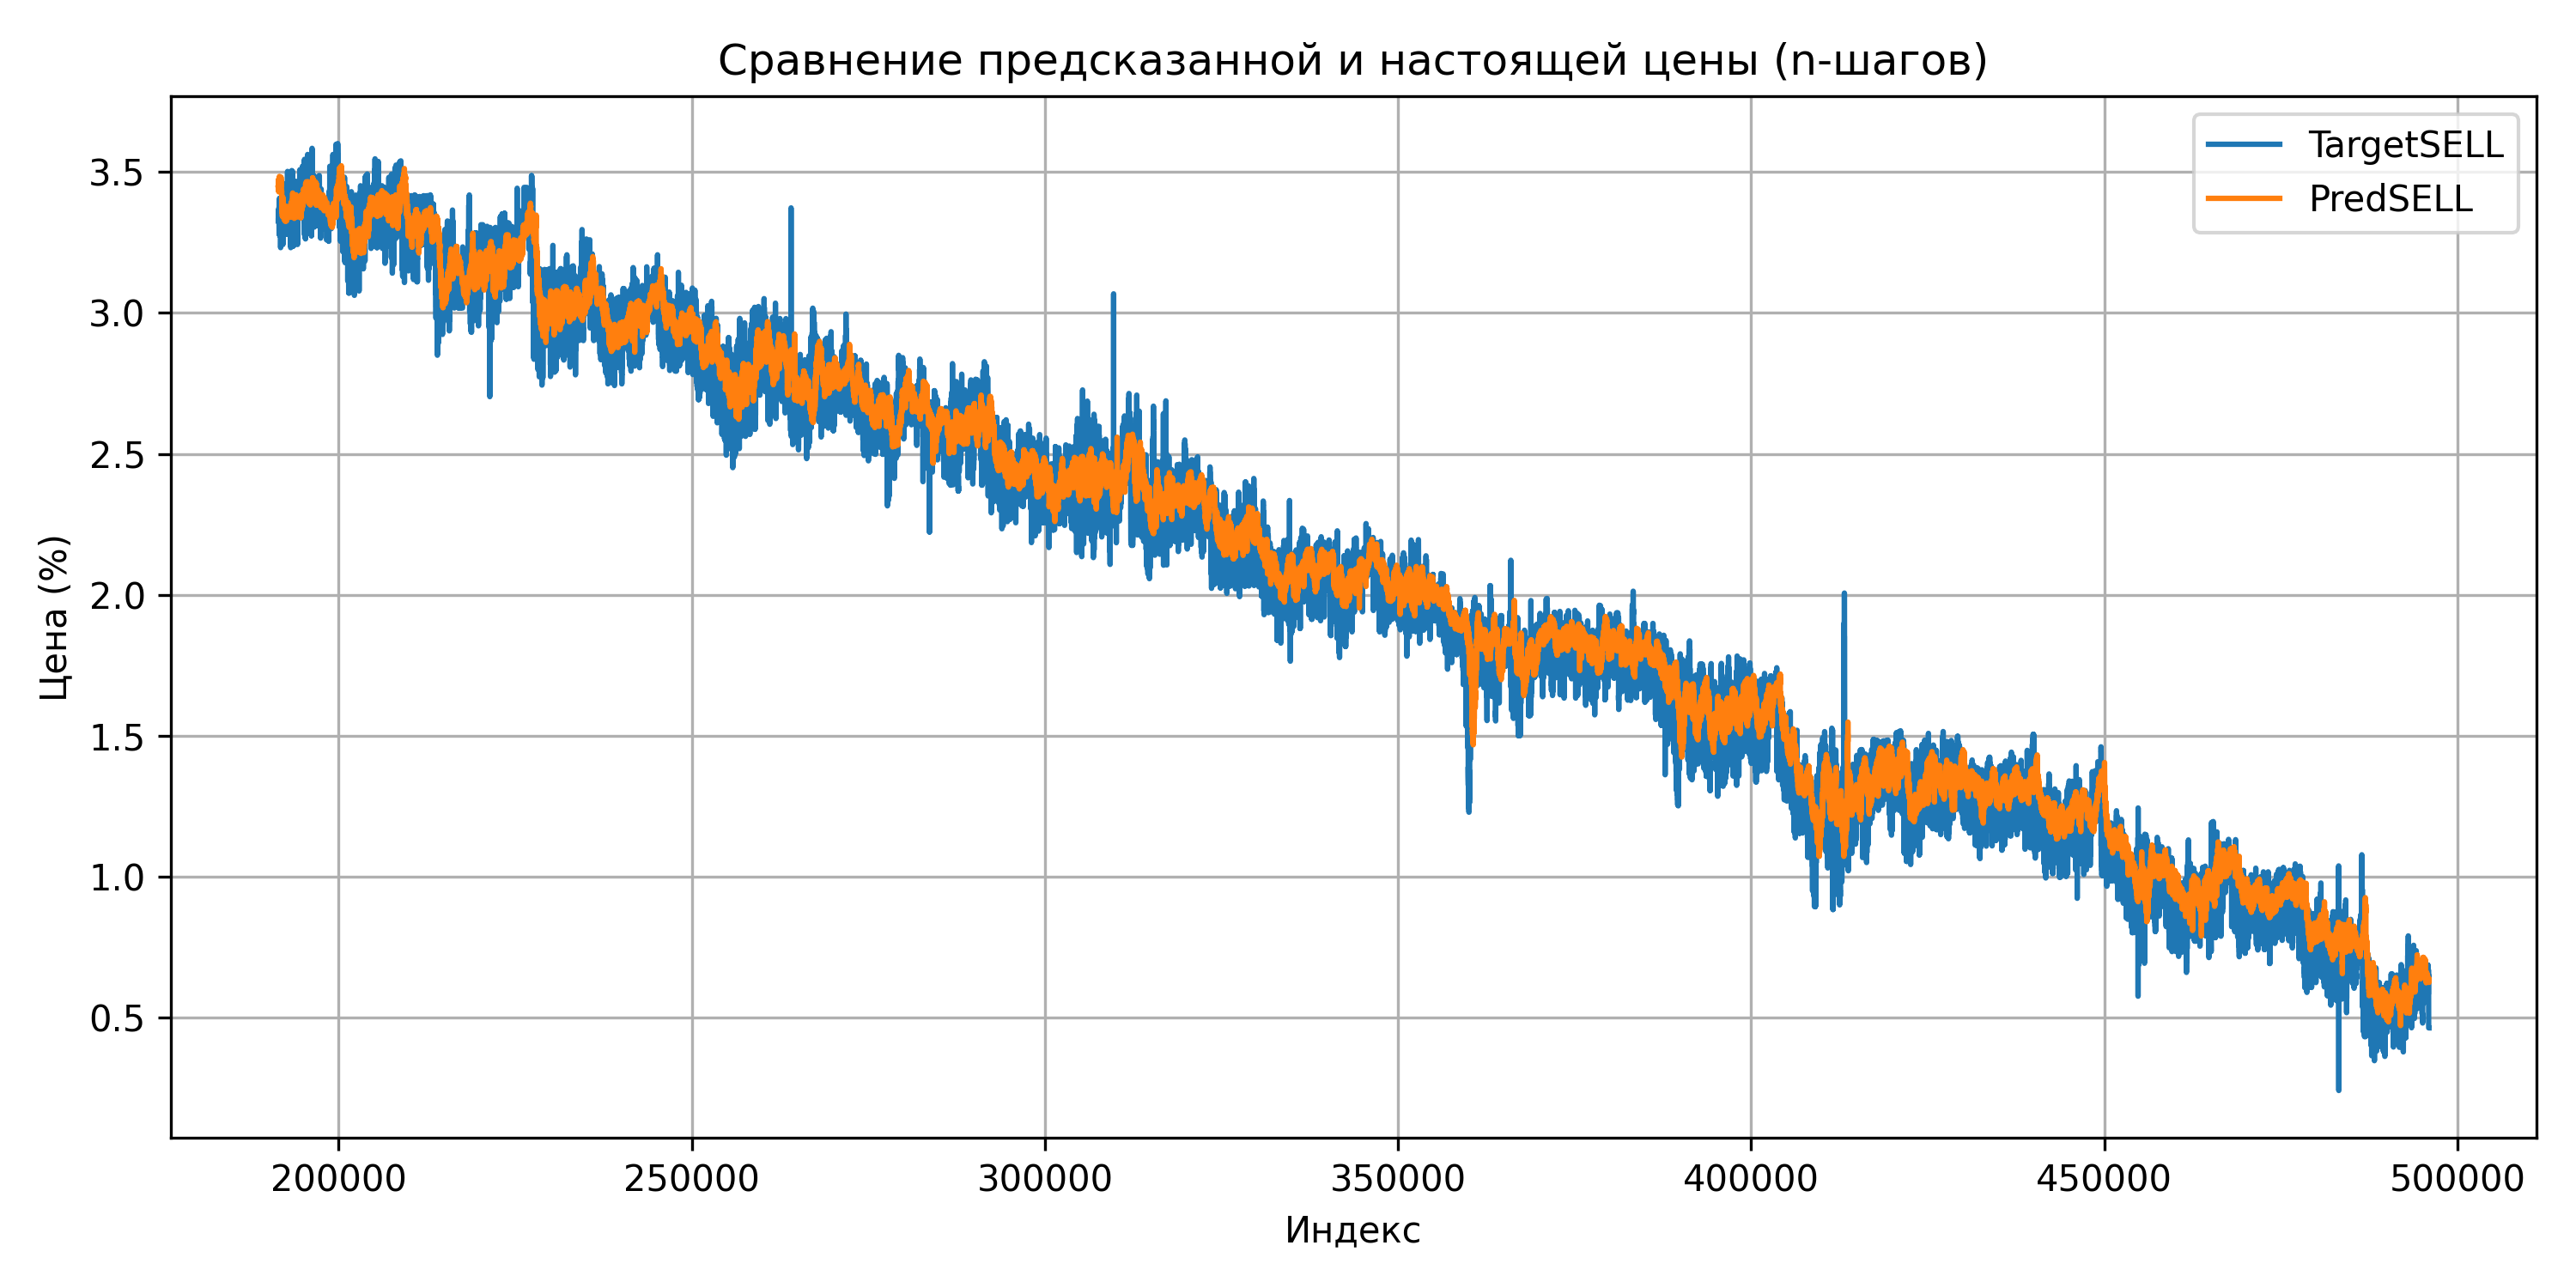 Сравнение предсказанной и настоящей цены (n-шагов)
TargetSELL
PredSELL
3.5
3.0
2.5
2.0
1.5
1.0
0.5
Цена (%)
200000
250000
300000
350000
400000
450000
500000
Индекс